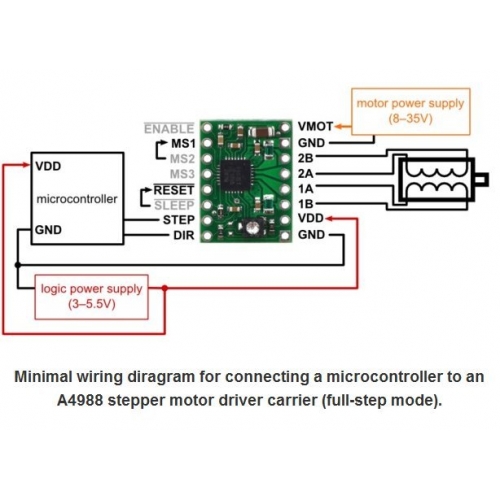 motor power supply
(8–35V)
ENABLE
MS1
MS2
MS3
RESET
SLEEP
STEP
DIR
VMOT
GND
2B
2A
1A
1B
VDD
GND
VDD
microcontroller
GND
logic power supply
(3–5.5V)
Minimal wiring diragram for connecting a microcontroller to an
A4988 stepper motor driver carrier (full-step mode).